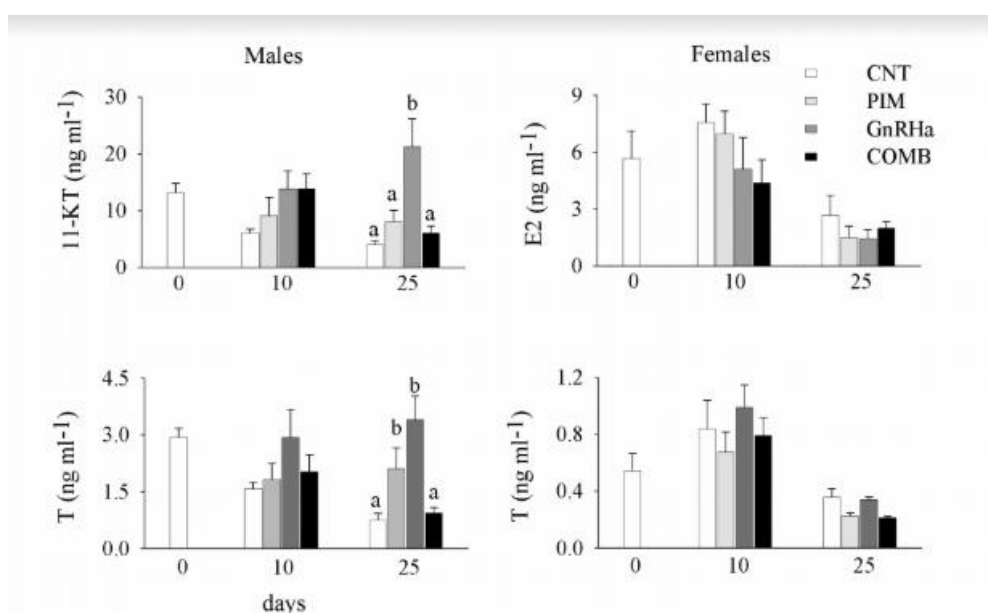 Males
Females
CNT
PIM
GnRHa
COMB
11-KT (ng ml⁻¹)
30
20
10
0
a
a
b
a
0
10
25
E2 (ng ml⁻¹)
9
6
3
0
0
10
25
T (ng ml⁻¹)
4.5
3.0
1.5
0.0
a
b
b
a
0
10
25
days
T (ng ml⁻¹)
1.2
0.8
0.4
0.0
0
10
25